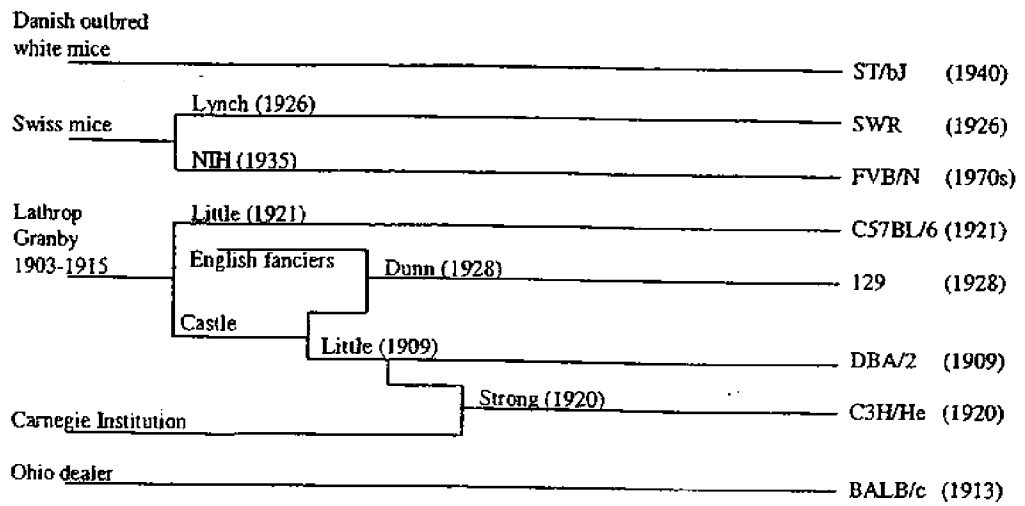 Danish outbred
white mice
ST/bJ (1940)
Lynch (1926)
Swiss mice
SWR (1926)
NIH (1935)
FVB/N (1970s)
Lathrop
Granby
1903-1915
Little (1921)
C57BL/6 (1921)
English fanciers
Dunn (1928)
129 (1928)
Castle
Little (1909)
DBA/2 (1909)
Strong (1920)
C3H/He (1920)
Carnegie Institution
Ohio dealer
BALB/c (1913)